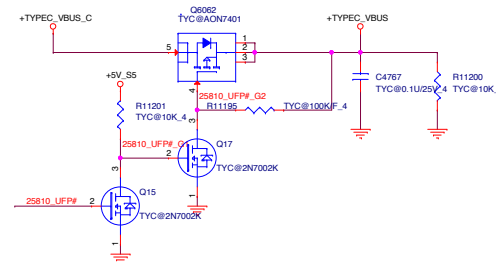 Q6062
TYC@AON7401
+TYPEC_VBUS_C
+TYPEC_VBUS
5
1
2
3
4
C4767
TYC@0.1U/25V_4
R11200
TYC@10K_
+5V_S5
25810_UFP#_G2
R11195
TYC@100K/F_4
R11201
TYC@10K_4
3
25810_UFP#_G
2
Q17
TYC@2N7002K
1
3
25810_UFP#
2
Q15
TYC@2N7002K
1